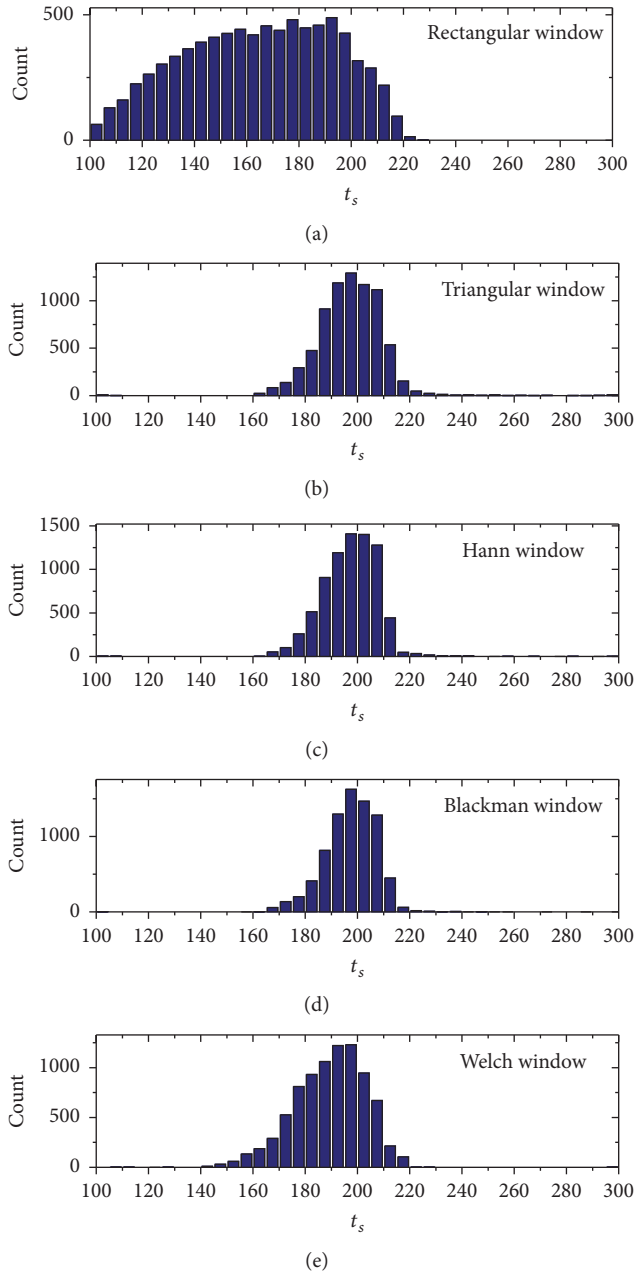 500
Rectangular window
Count
0
100 120 140 160 180 200 220 240 260 280 300
t_s
(a)
Triangular window
1000
Count
500
0
100 120 140 160 180 200 220 240 260 280 300
t_s
(b)
1500
Hann window
1000
Count
500
0
100 120 140 160 180 200 220 240 260 280 300
t_s
(c)
Blackman window
1000
Count
0
100 120 140 160 180 200 220 240 260 280 300
t_s
(d)
Welch window
1000
Count
500
0
100 120 140 160 180 200 220 240 260 280 300
t_s
(e)